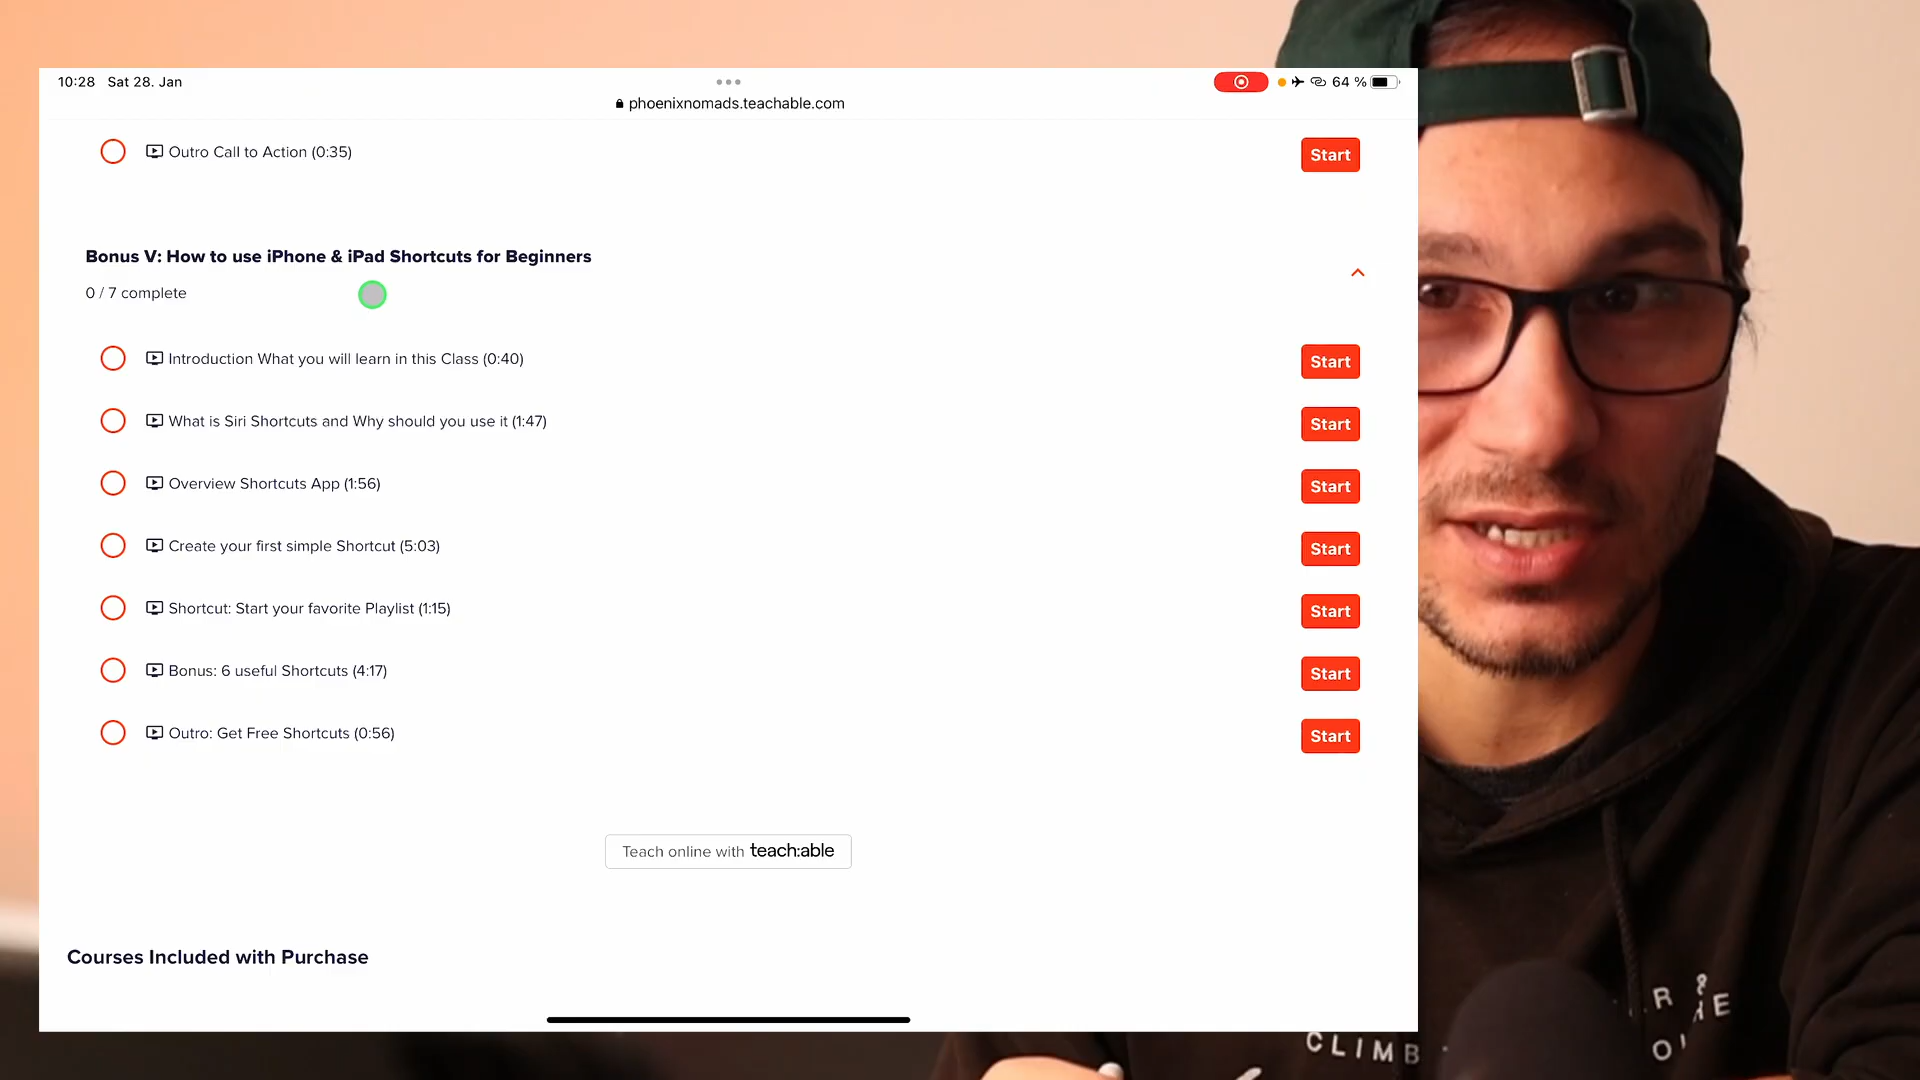 10:28 Sat 28. Jan
64 %
phoenixnomads.teachable.com
Outro Call to Action (0:35)
Start
Bonus V: How to use iPhone & iPad Shortcuts for Beginners
0 / 7 complete
Introduction What you will learn in this Class (0:40)
Start
What is Siri Shortcuts and Why should you use it (1:47)
Start
Overview Shortcuts App (1:56)
Start
Create your first simple Shortcut (5:03)
Start
Shortcut: Start your favorite Playlist (1:15)
Start
Bonus: 6 useful Shortcuts (4:17)
Start
Outro: Get Free Shortcuts (0:56)
Start
Teach online with teach:able
Courses Included with Purchase
CLIMB